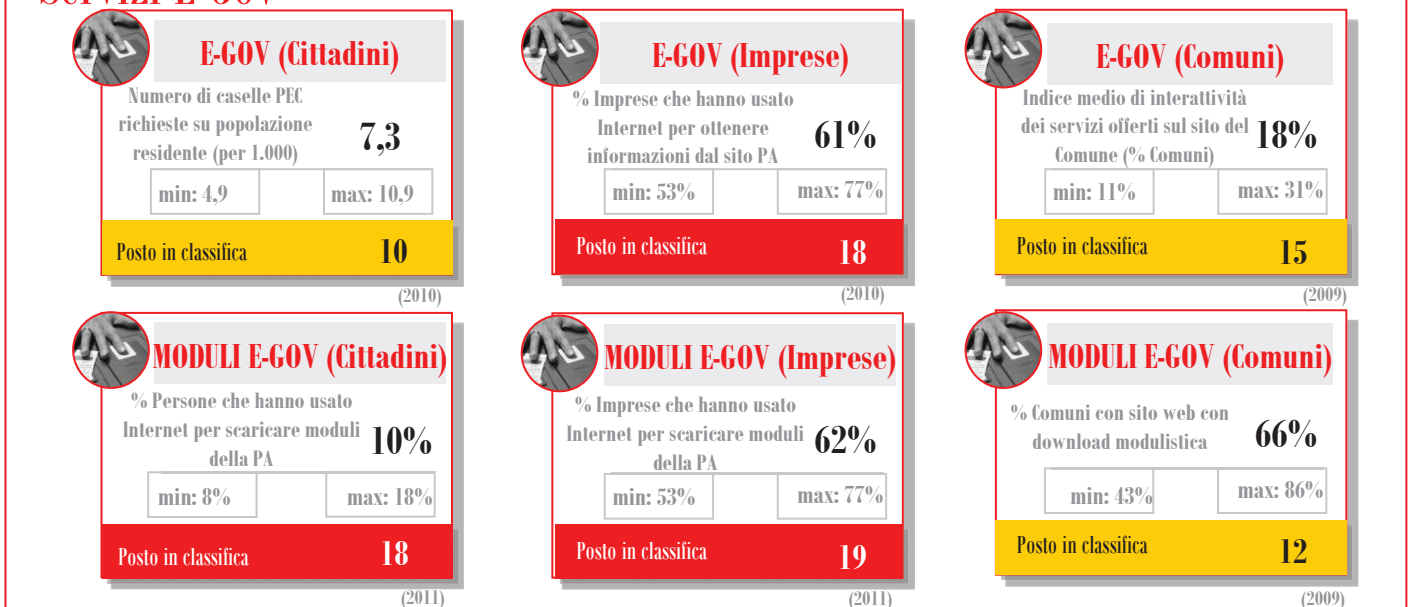 SERVIZI E-GOV
E-GOV (Cittadini)
Numero di caselle PEC
richieste su popolazione
residente (per 1.000)
7,3
min: 4,9
max: 10,9
Posto in classifica
10
(2010)
E-GOV (Imprese)
% Imprese che hanno usato
Internet per ottenere
informazioni dal sito PA
61%
min: 53%
max: 77%
Posto in classifica
18
(2010)
E-GOV (Comuni)
Indice medio di interattività
dei servizi offerti sul sito del
Comune (% Comuni)
18%
min: 11%
max: 31%
Posto in classifica
15
(2009)
MODULI E-GOV (Cittadini)
% Persone che hanno usato
Internet per scaricare moduli
della PA
10%
min: 8%
max: 18%
Posto in classifica
18
(2011)
MODULI E-GOV (Imprese)
% Imprese che hanno usato
Internet per scaricare moduli
della PA
62%
min: 53%
max: 77%
Posto in classifica
19
(2011)
MODULI E-GOV (Comuni)
% Comuni con sito web con
download modulistica
66%
min: 43%
max: 86%
Posto in classifica
12
(2009)